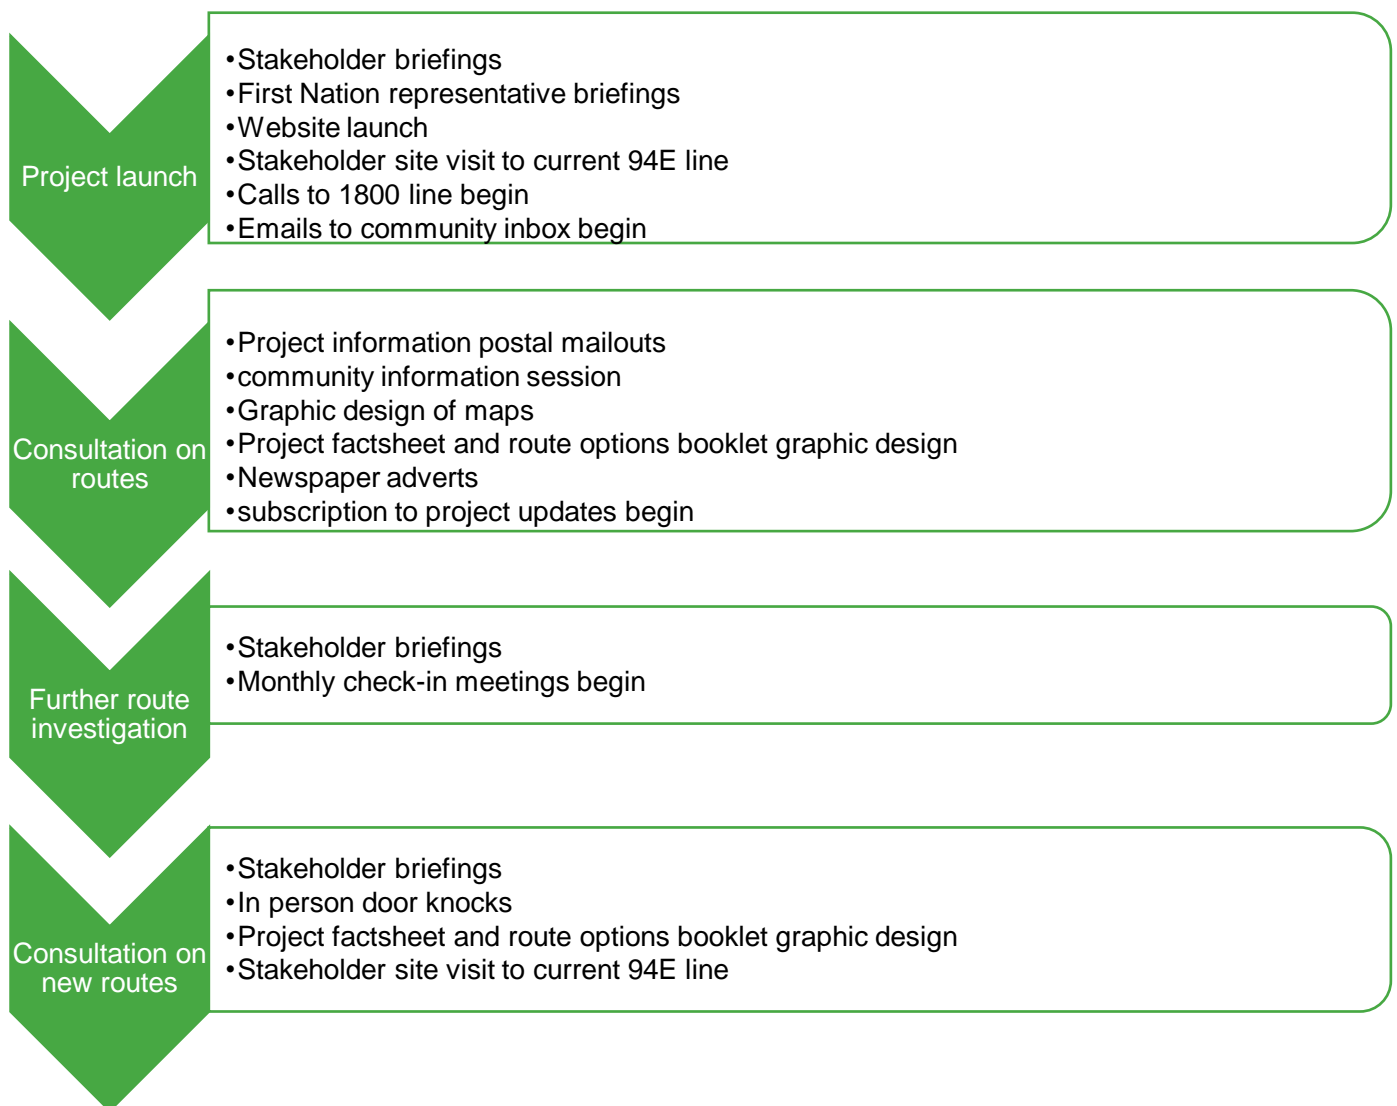 Project launch
•Stakeholder briefings
•First Nation representative briefings
•Website launch
•Stakeholder site visit to current 94E line
•Calls to 1800 line begin
•Emails to community inbox begin
Consultation on
routes
•Project information postal mailouts
•community information session
•Graphic design of maps
•Project factsheet and route options booklet graphic design
•Newspaper adverts
•subscription to project updates begin
Further route
investigation
•Stakeholder briefings
•Monthly check-in meetings begin
Consultation on
new routes
•Stakeholder briefings
•In person door knocks
•Project factsheet and route options booklet graphic design
•Stakeholder site visit to current 94E line